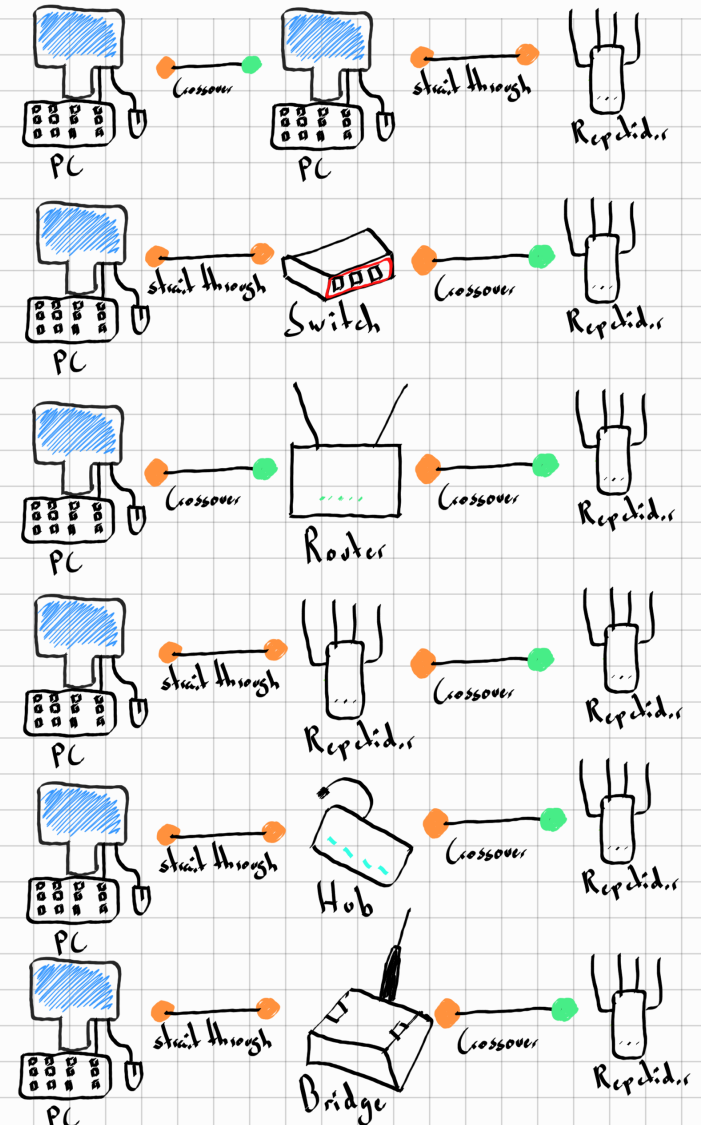 Crossover
strait through
Repetidor
PC
PC
strait through
Crossover
Switch
Repetidor
PC
Crossover
Crossover
Router
Repetidor
PC
strait through
Crossover
Repetidor
Repetidor
PC
strait through
Crossover
Hub
Repetidor
PC
strait through
Crossover
Bridge
Repetidor
PC